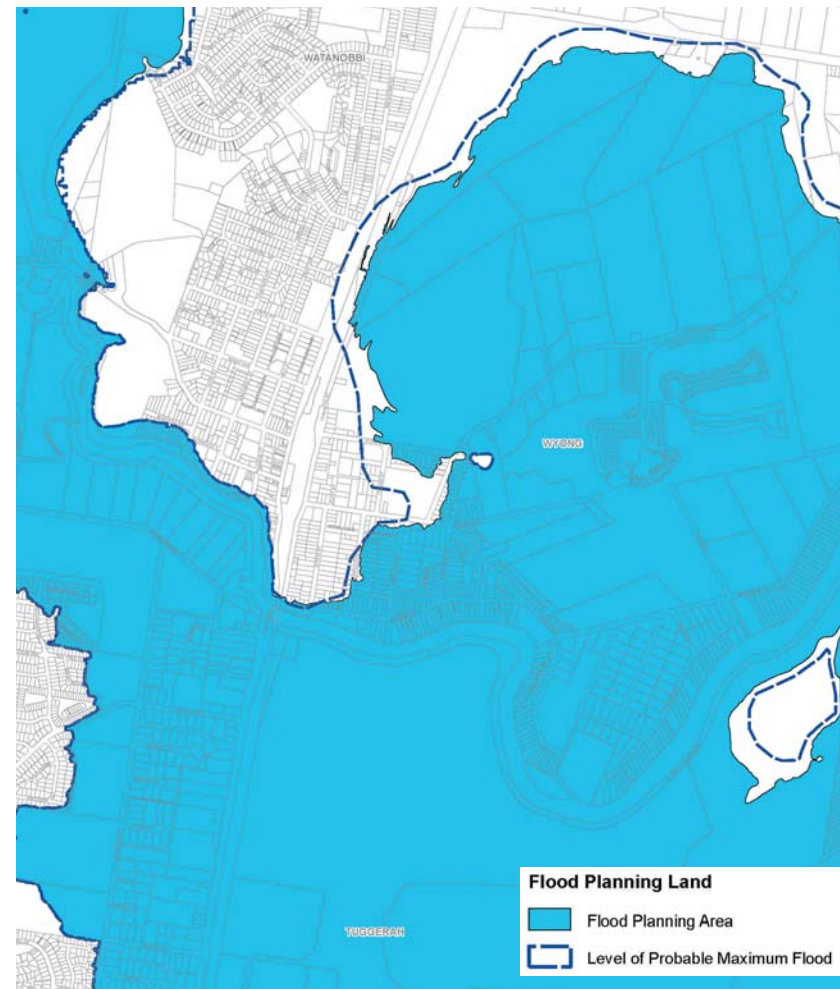 WATANOBBI
WYONG
TUGGERAH
Flood Planning Land
Flood Planning Area
Level of Probable Maximum Flood